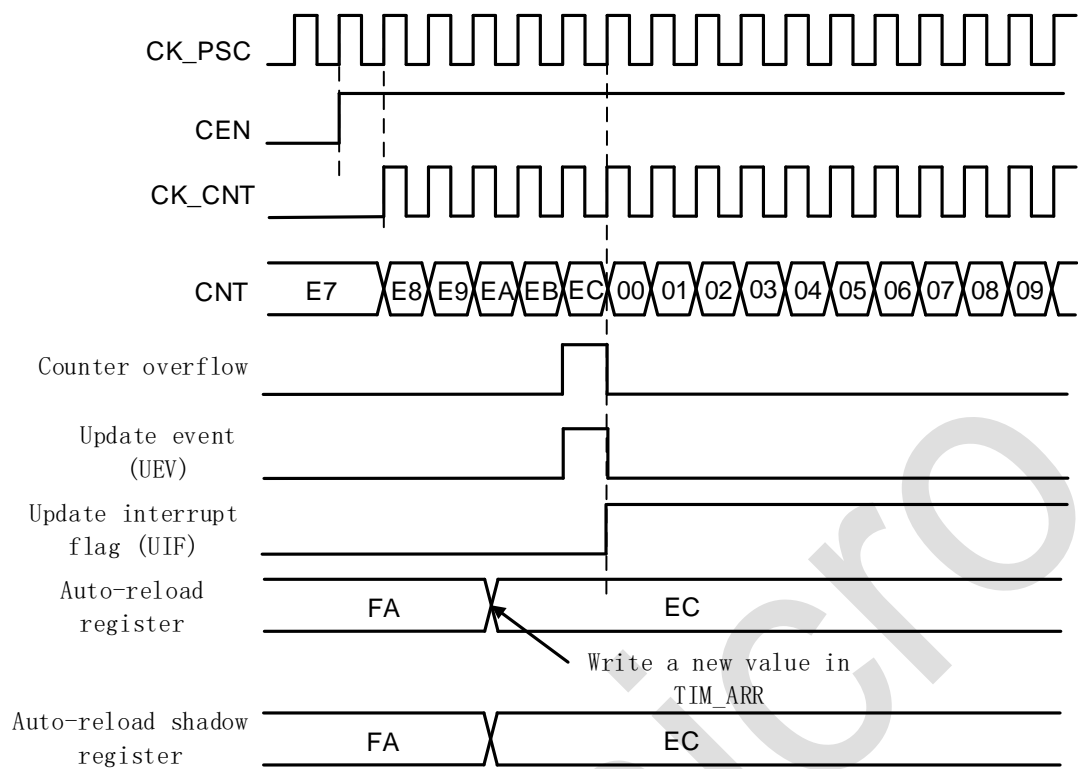 CK_PSC
CEN
CK_CNT
CNT E7 E8 E9 EA EB EC 00 01 02 03 04 05 06 07 08 09
Counter overflow
Update event
(UEV)
Update interrupt
flag (UIF)
Auto-reload
register
FA EC
Write a new value in
TIM_ARR
Auto-reload shadow
register
FA EC
icro